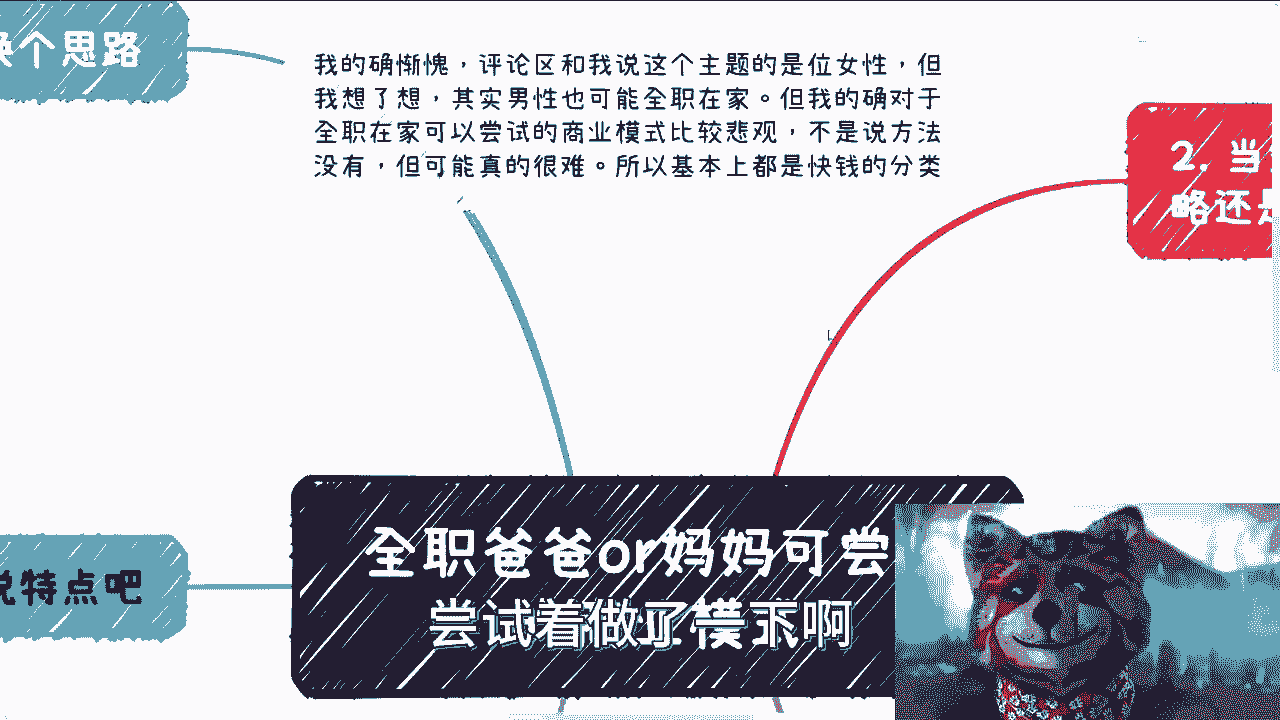 换个思路
我的确惭愧，评论区和我说这个主题的是位女性，但
我想了想，其实男性也可能全职在家。但我的确对于
全职在家可以尝试的商业模式比较悲观，不是说方法
没有，但可能真的很难。所以基本上都是快钱的分类
2. 当
略还是
说特点吧
全职爸爸or妈妈可尝
尝试着做了 下啊